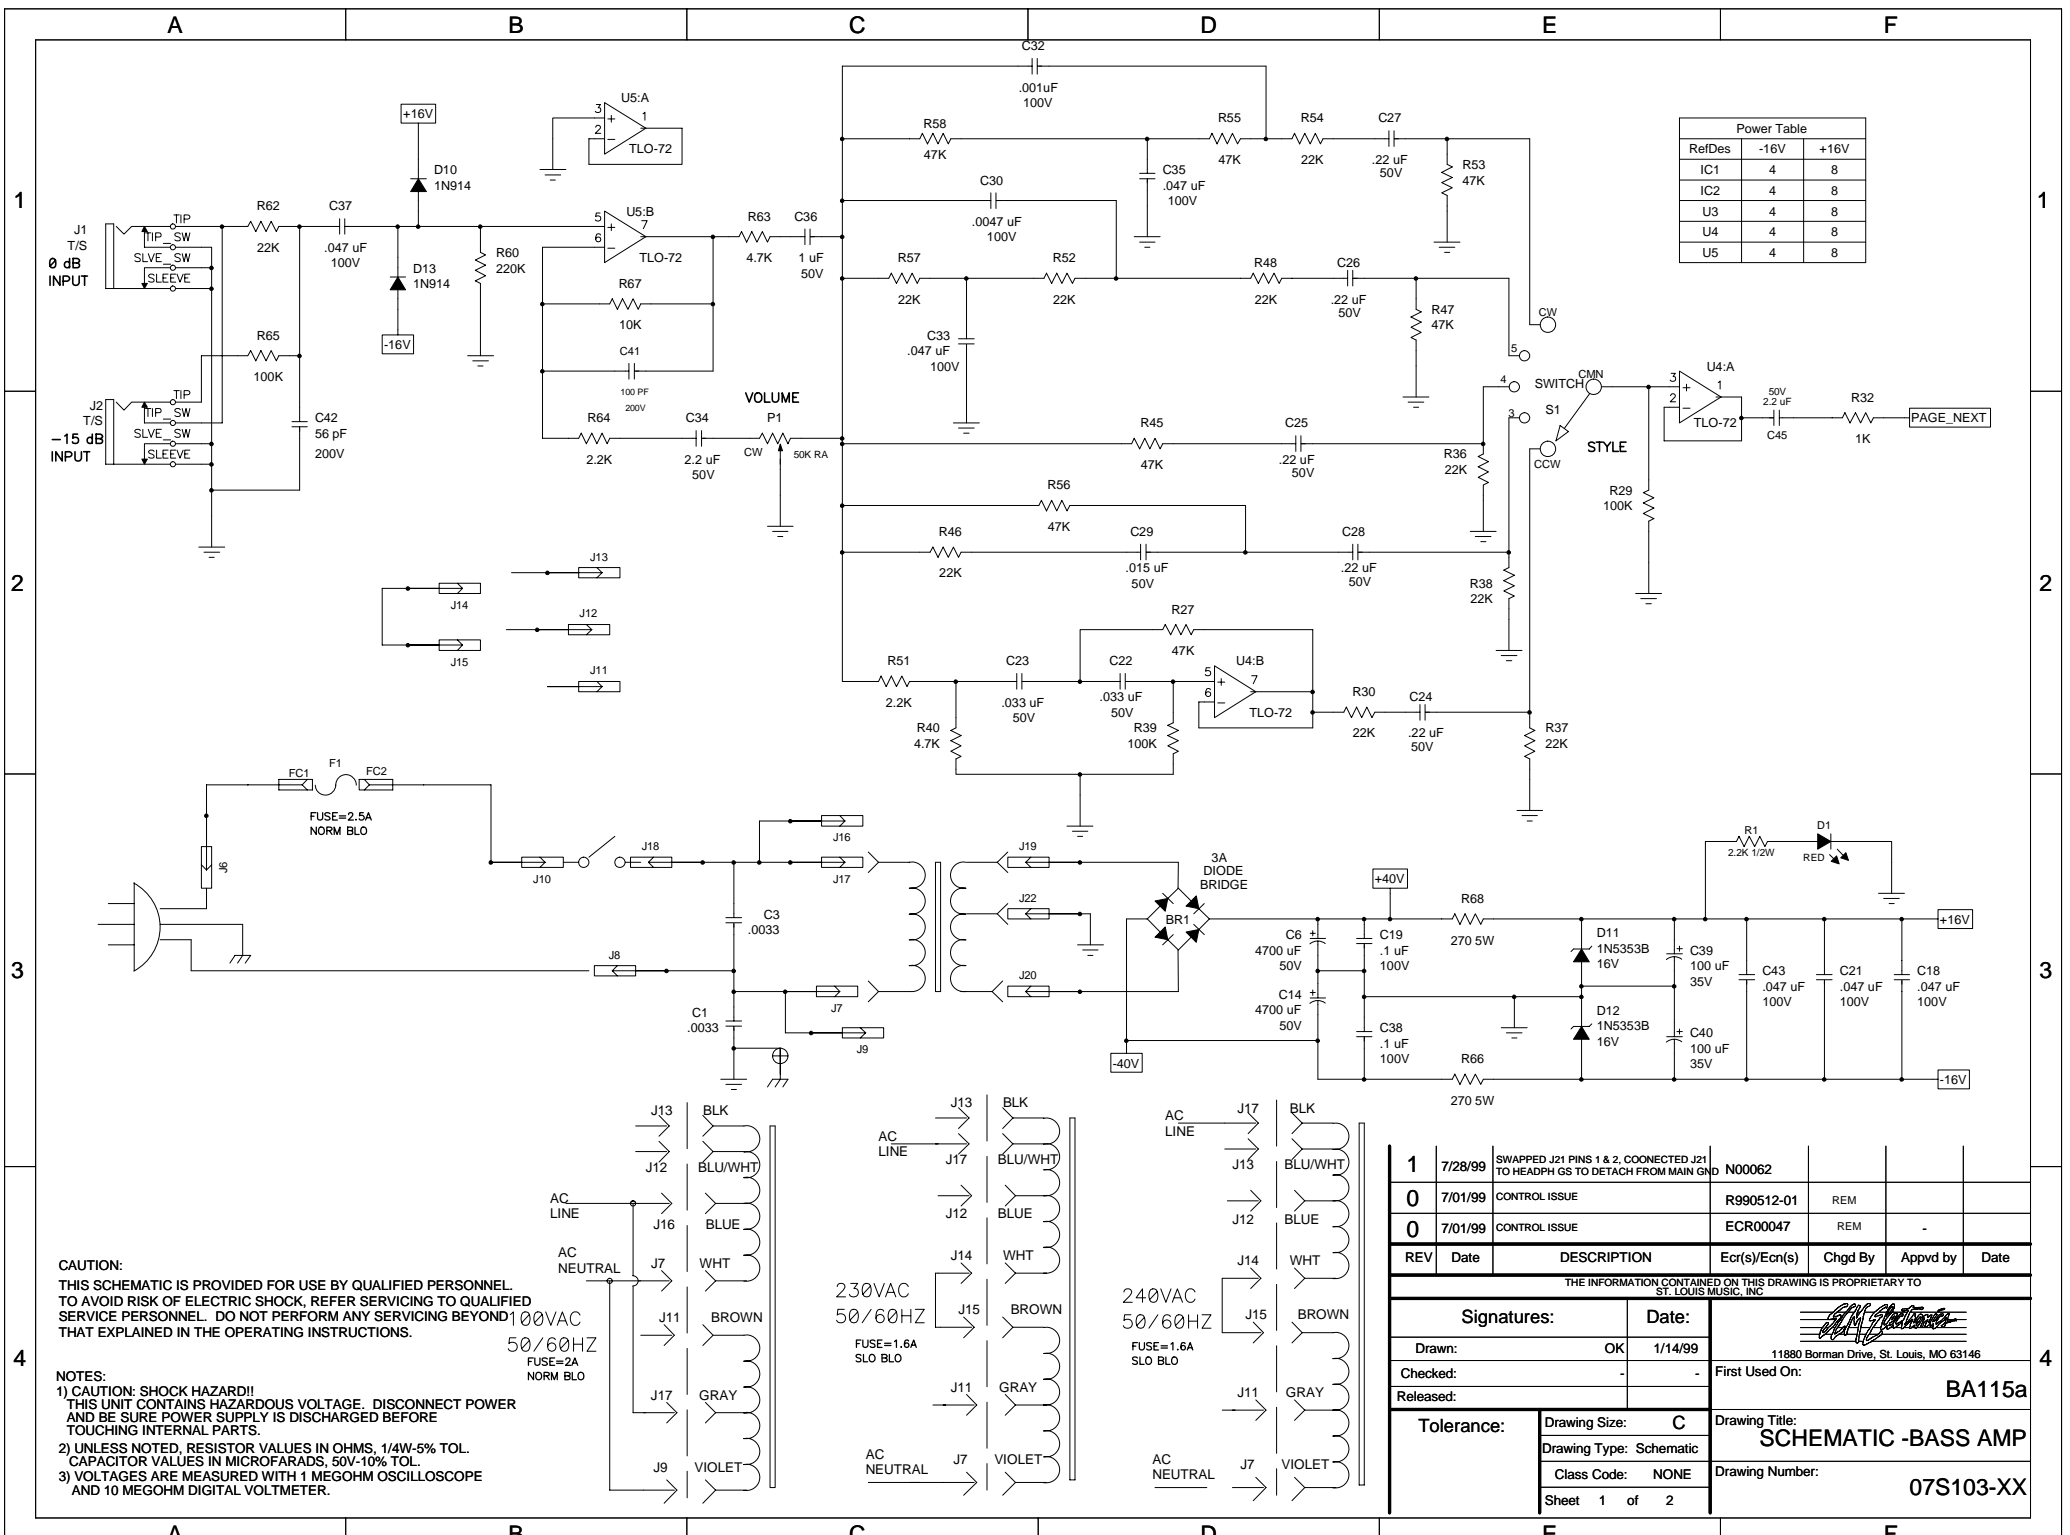 A B C D E F
1
2
3
4
1
2
3
4
J1
T/S
0 dB
INPUT
TIP
TIP_SW
SLVE_SW
SLEEVE
J2
T/S
-15 dB
INPUT
TIP
TIP_SW
SLVE_SW
SLEEVE
R62
22K
R65
100K
C42
56 pF
200V
C37
.047 uF
100V
+16V
D10
1N914
D13
1N914
-16V
R60
220K
U5:A
3
2
1
+
−
TLO-72
U5:B
5
6
7
+
−
TLO-72
R67
10K
C41
100 PF
200V
R64
2.2K
C34
2.2 uF
50V
VOLUME
P1
CW
50K RA
R63
4.7K
C36
1 uF
50V
C32
.001uF
100V
R58
47K
C35
.047 uF
100V
R55
47K
R54
22K
C27
.22 uF
50V
R53
47K
C30
.0047 uF
100V
R57
22K
C33
.047 uF
100V
R52
22K
R48
22K
C26
.22 uF
50V
R47
47K
R45
47K
C25
.22 uF
50V
R36
22K
R56
47K
R46
22K
C29
.015 uF
50V
C28
.22 uF
50V
R38
22K
R27
47K
R51
2.2K
C23
.033 uF
50V
C22
.033 uF
50V
R40
4.7K
R39
100K
U4:B
5
6
7
+
−
TLO-72
R30
22K
C24
.22 uF
50V
R37
22K
CW
5
4
3
SWITCH
CMN
S1
CCW
STYLE
R29
100K
U4:A
3
2
1
+
−
TLO-72
50V
2.2 uF
C45
R32
1K
PAGE_NEXT
Power Table
RefDes -16V +16V
IC1 4 8
IC2 4 8
U3 4 8
U4 4 8
U5 4 8
J13
J14
J12
J15
J11
FC1
F1
FC2
FUSE=2.5A
NORM BLO
J6
J10
J18
J8
C3
.0033
C1
.0033
J16
J17
J7
J9
J19
J22
J20
3A
DIODE
BRIDGE
BR1
-40V
+40V
C6
4700 uF
50V
C14
4700 uF
50V
C19
.1 uF
100V
C38
.1 uF
100V
R68
270 5W
R66
270 5W
D11
1N5353B
16V
D12
1N5353B
16V
C39
100 uF
35V
C40
100 uF
35V
C43
.047 uF
100V
C21
.047 uF
100V
C18
.047 uF
100V
R1
2.2K 1/2W
D1
RED
+16V
-16V
J13 BLK
J12 BLU/WHT
AC
LINE
J16 BLUE
AC
NEUTRAL
J7 WHT
J11 BROWN
100VAC
50/60HZ
FUSE=2A
NORM BLO
J17 GRAY
J9 VIOLET
J13 BLK
AC
LINE
J17 BLU/WHT
J12 BLUE
J14 WHT
230VAC
50/60HZ
FUSE=1.6A
SLO BLO
J15 BROWN
J11 GRAY
AC
NEUTRAL
J7 VIOLET
AC
LINE
J17 BLK
J13 BLU/WHT
J12 BLUE
J14 WHT
240VAC
50/60HZ
FUSE=1.6A
SLO BLO
J15 BROWN
J11 GRAY
AC
NEUTRAL
J7 VIOLET
CAUTION:
THIS SCHEMATIC IS PROVIDED FOR USE BY QUALIFIED PERSONNEL.
TO AVOID RISK OF ELECTRIC SHOCK, REFER SERVICING TO QUALIFIED
SERVICE PERSONNEL. DO NOT PERFORM ANY SERVICING BEYOND
THAT EXPLAINED IN THE OPERATING INSTRUCTIONS.
NOTES:
1) CAUTION: SHOCK HAZARD!!
THIS UNIT CONTAINS HAZARDOUS VOLTAGE. DISCONNECT POWER
AND BE SURE POWER SUPPLY IS DISCHARGED BEFORE
TOUCHING INTERNAL PARTS.
2) UNLESS NOTED, RESISTOR VALUES IN OHMS, 1/4W-5% TOL.
CAPACITOR VALUES IN MICROFARADS, 50V-10% TOL.
3) VOLTAGES ARE MEASURED WITH 1 MEGOHM OSCILLOSCOPE
AND 10 MEGOHM DIGITAL VOLTMETER.
1 7/28/99 SWAPPED J21 PINS 1 & 2, COONECTED J21
TO HEADPH GS TO DETACH FROM MAIN GND N00062
0 7/01/99 CONTROL ISSUE R990512-01 REM
0 7/01/99 CONTROL ISSUE ECR00047 REM -
REV Date DESCRIPTION Ecr(s)/Ecn(s) Chgd By Appvd by Date
THE INFORMATION CONTAINED ON THIS DRAWING IS PROPRIETARY TO
ST. LOUIS MUSIC, INC
Signatures: Date:
Drawn: OK 1/14/99
Checked: - -
Released:
Tolerance:
Drawing Size: C
Drawing Type: Schematic
Class Code: NONE
Sheet 1 of 2
SLM Electronics
11880 Borman Drive, St. Louis, MO 63146
First Used On:
BA115a
Drawing Title:
SCHEMATIC -BASS AMP
Drawing Number:
07S103-XX
A B C D E F